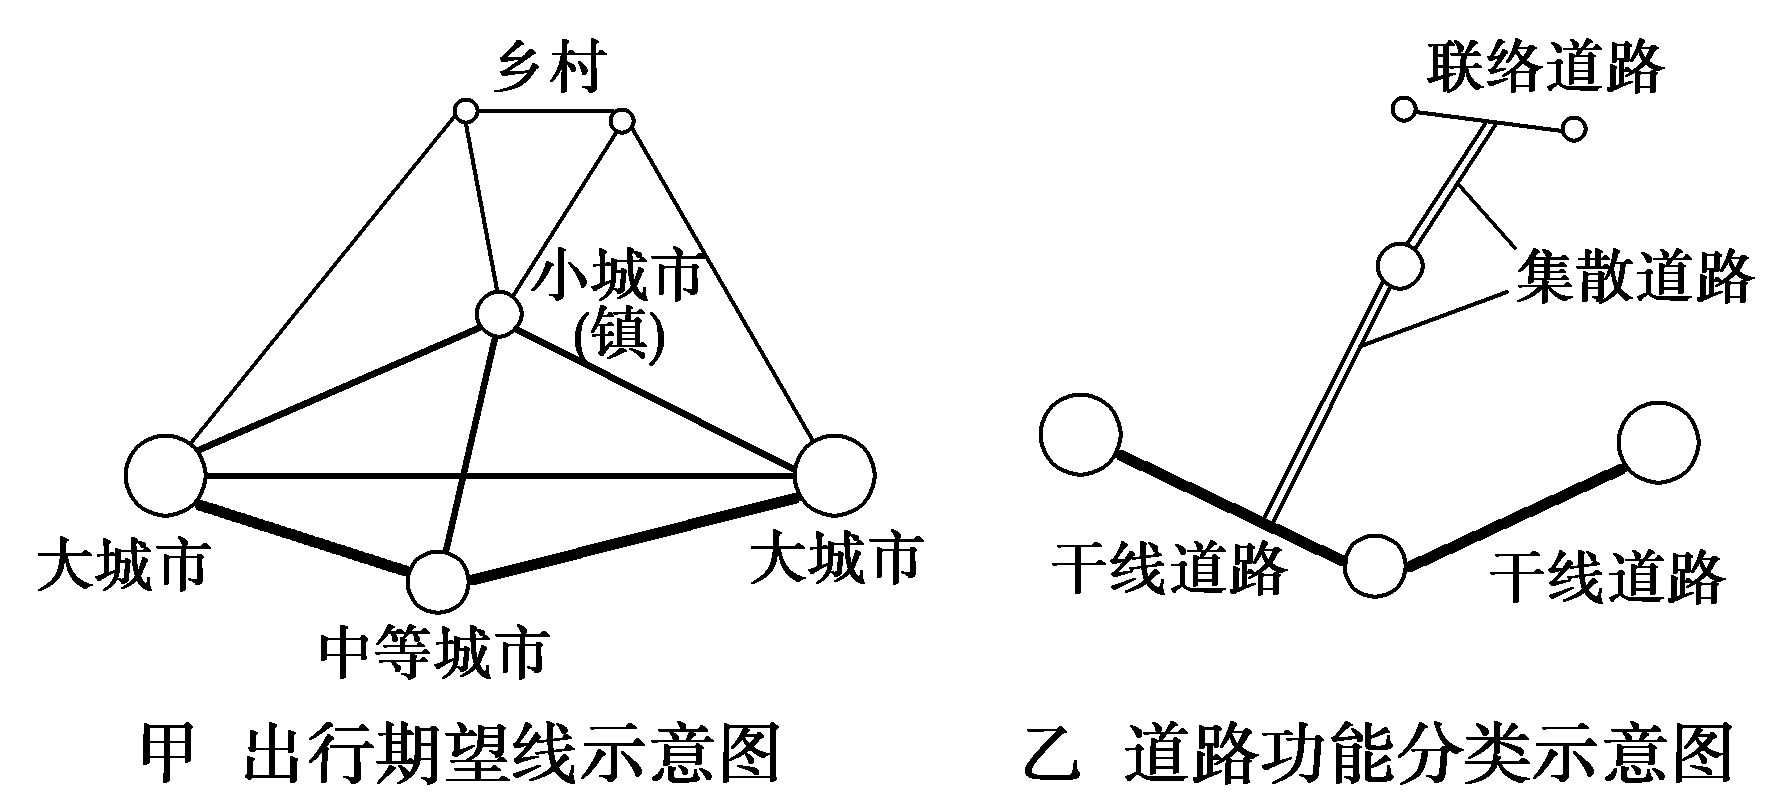 乡村
小城市
(镇)
大城市
大城市
中等城市
甲 出行期望线示意图
联络道路
集散道路
干线道路
干线道路
乙 道路功能分类示意图